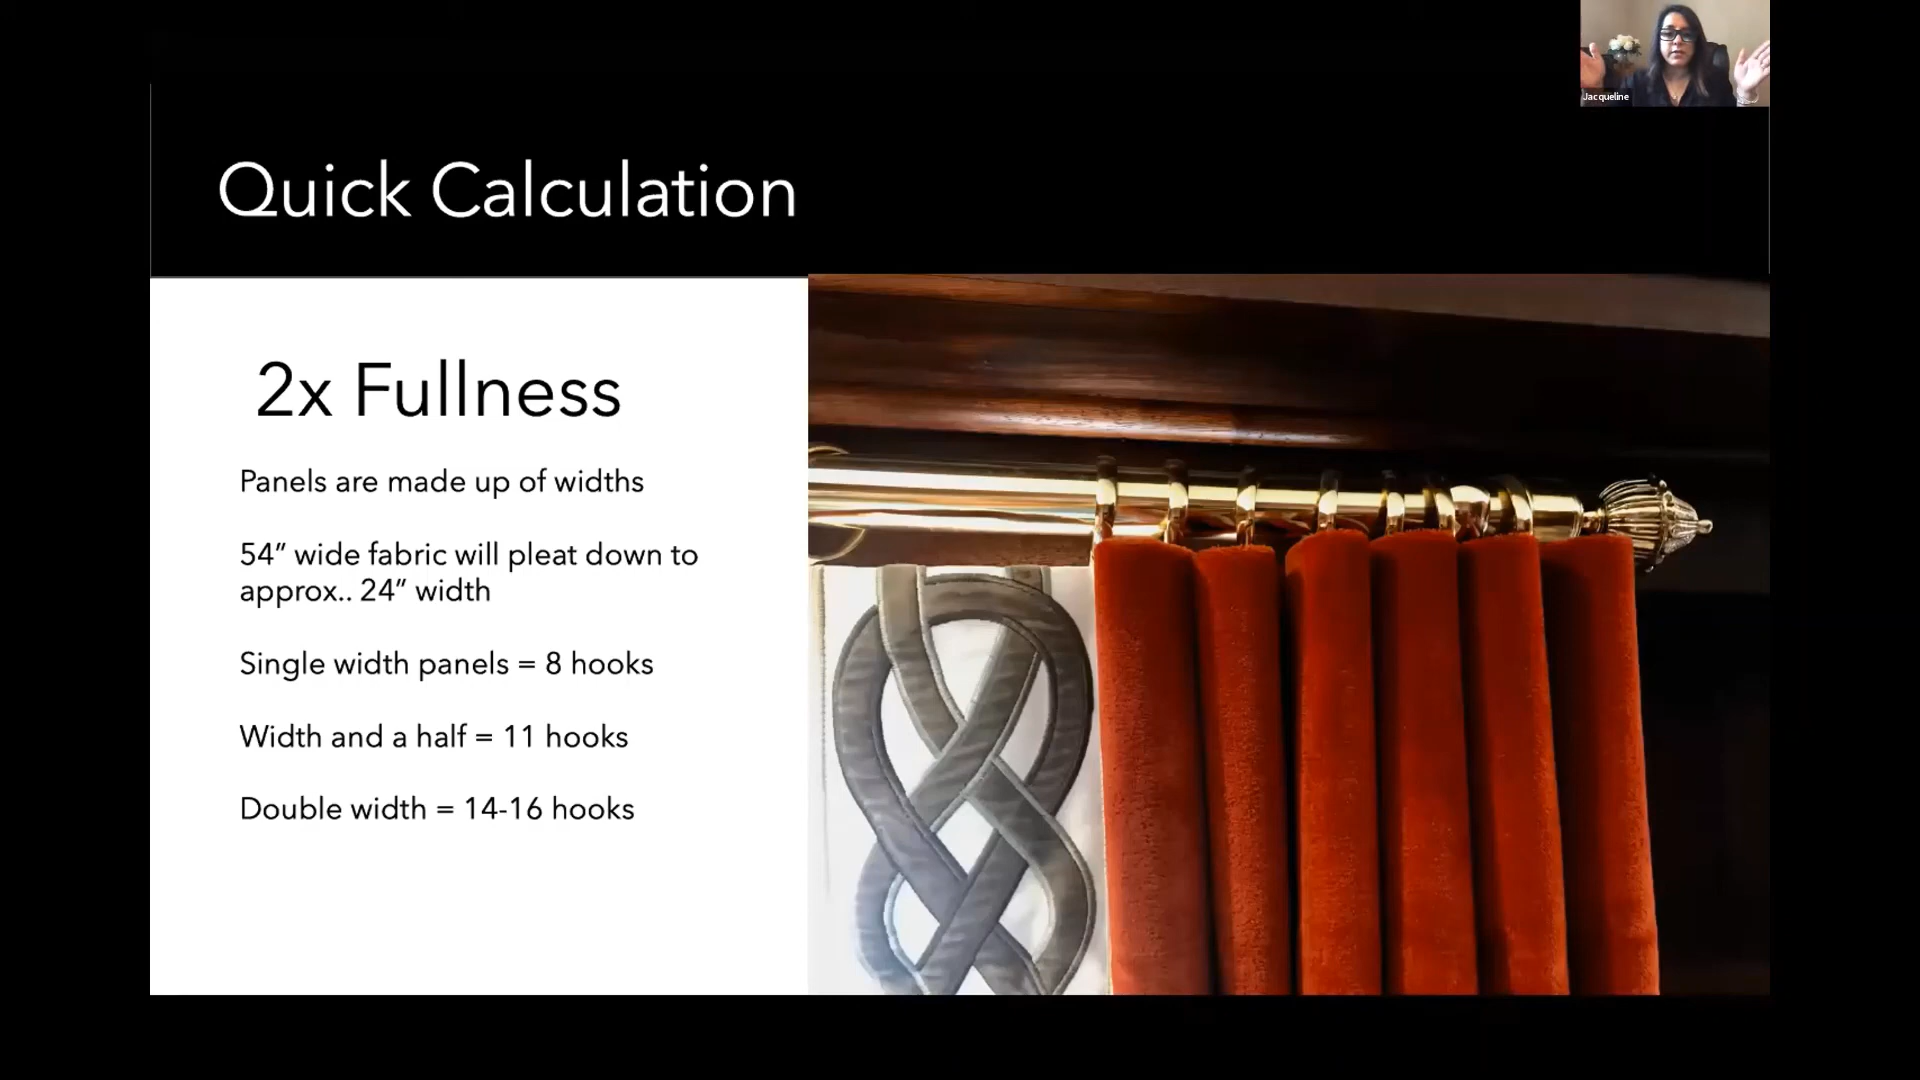 Jacqueline
Quick Calculation
2x Fullness
Panels are made up of widths
54” wide fabric will pleat down to
approx.. 24” width
Single width panels = 8 hooks
Width and a half = 11 hooks
Double width = 14-16 hooks